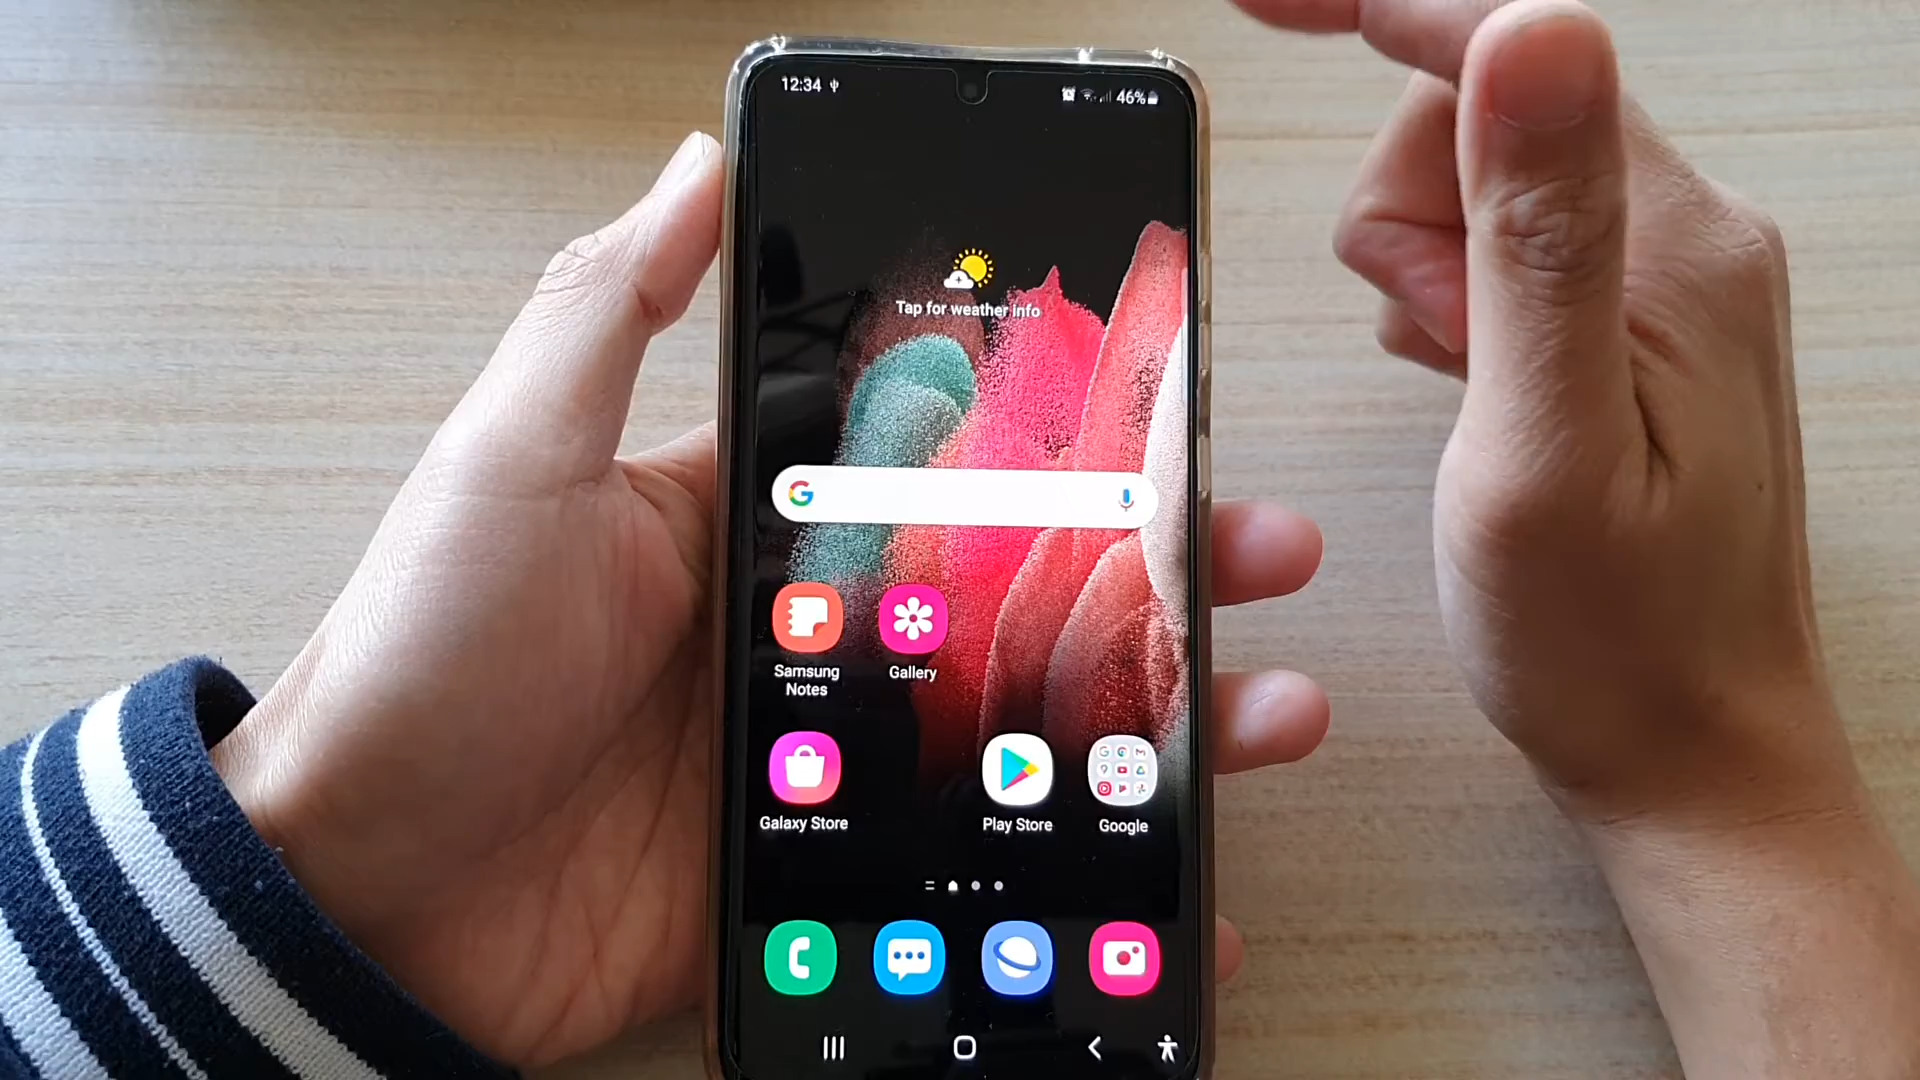 12:34
46%
Tap for weather info
G
Samsung
Notes
Gallery
Galaxy Store
Play Store
Google